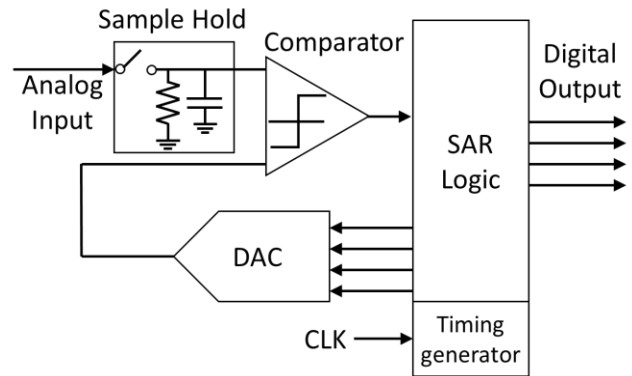 Sample Hold
Comparator
Analog
Input
Digital
Output
SAR
Logic
DAC
CLK
Timing
generator